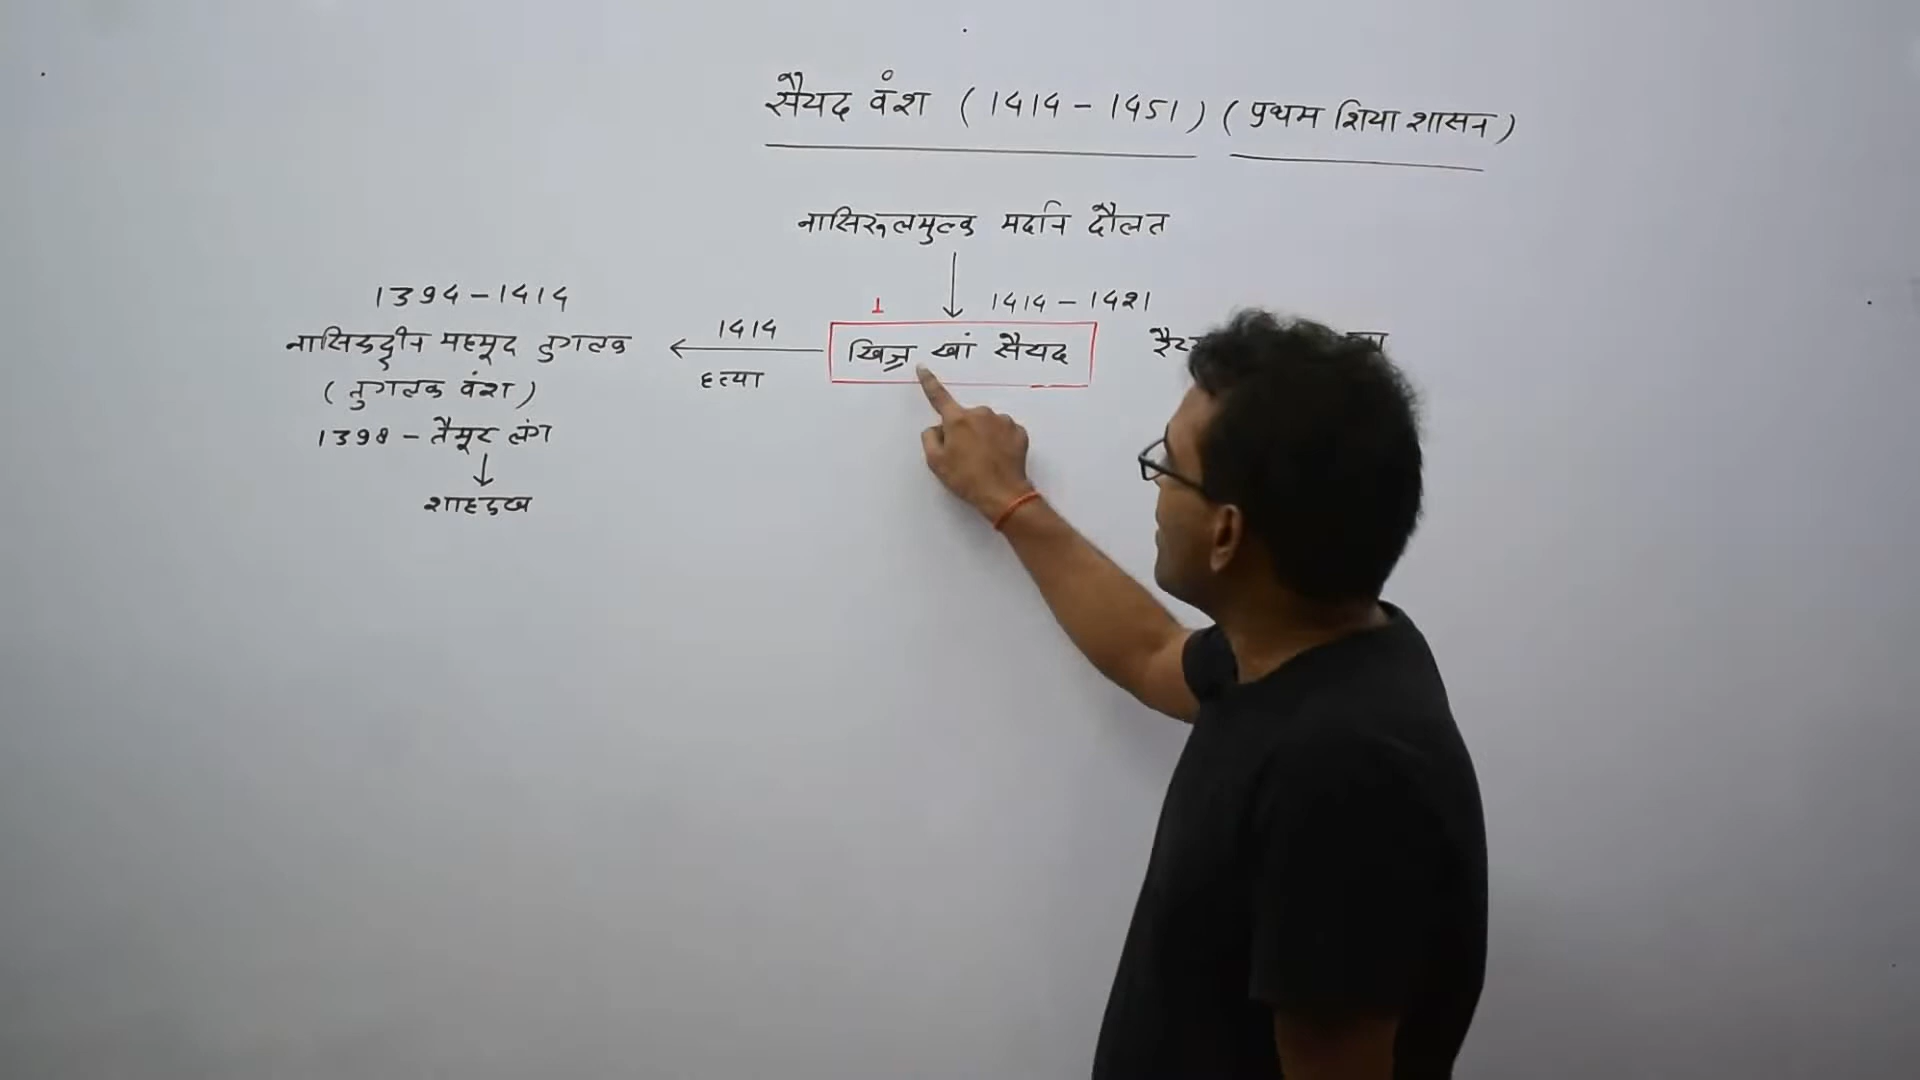 सैयद वंश (1414 - 1451) (प्रथम शिया शासन)
नासिरूलमुल्क मर्दाने दौलत
1394 - 1414
1
1414 - 1421
नासिरूद्दीन महमूद तुगलक
1414
हत्या
खिज्र खां सैयद
(तुगलक वंश)
1398 - तैमूर लंग
शाहरूख